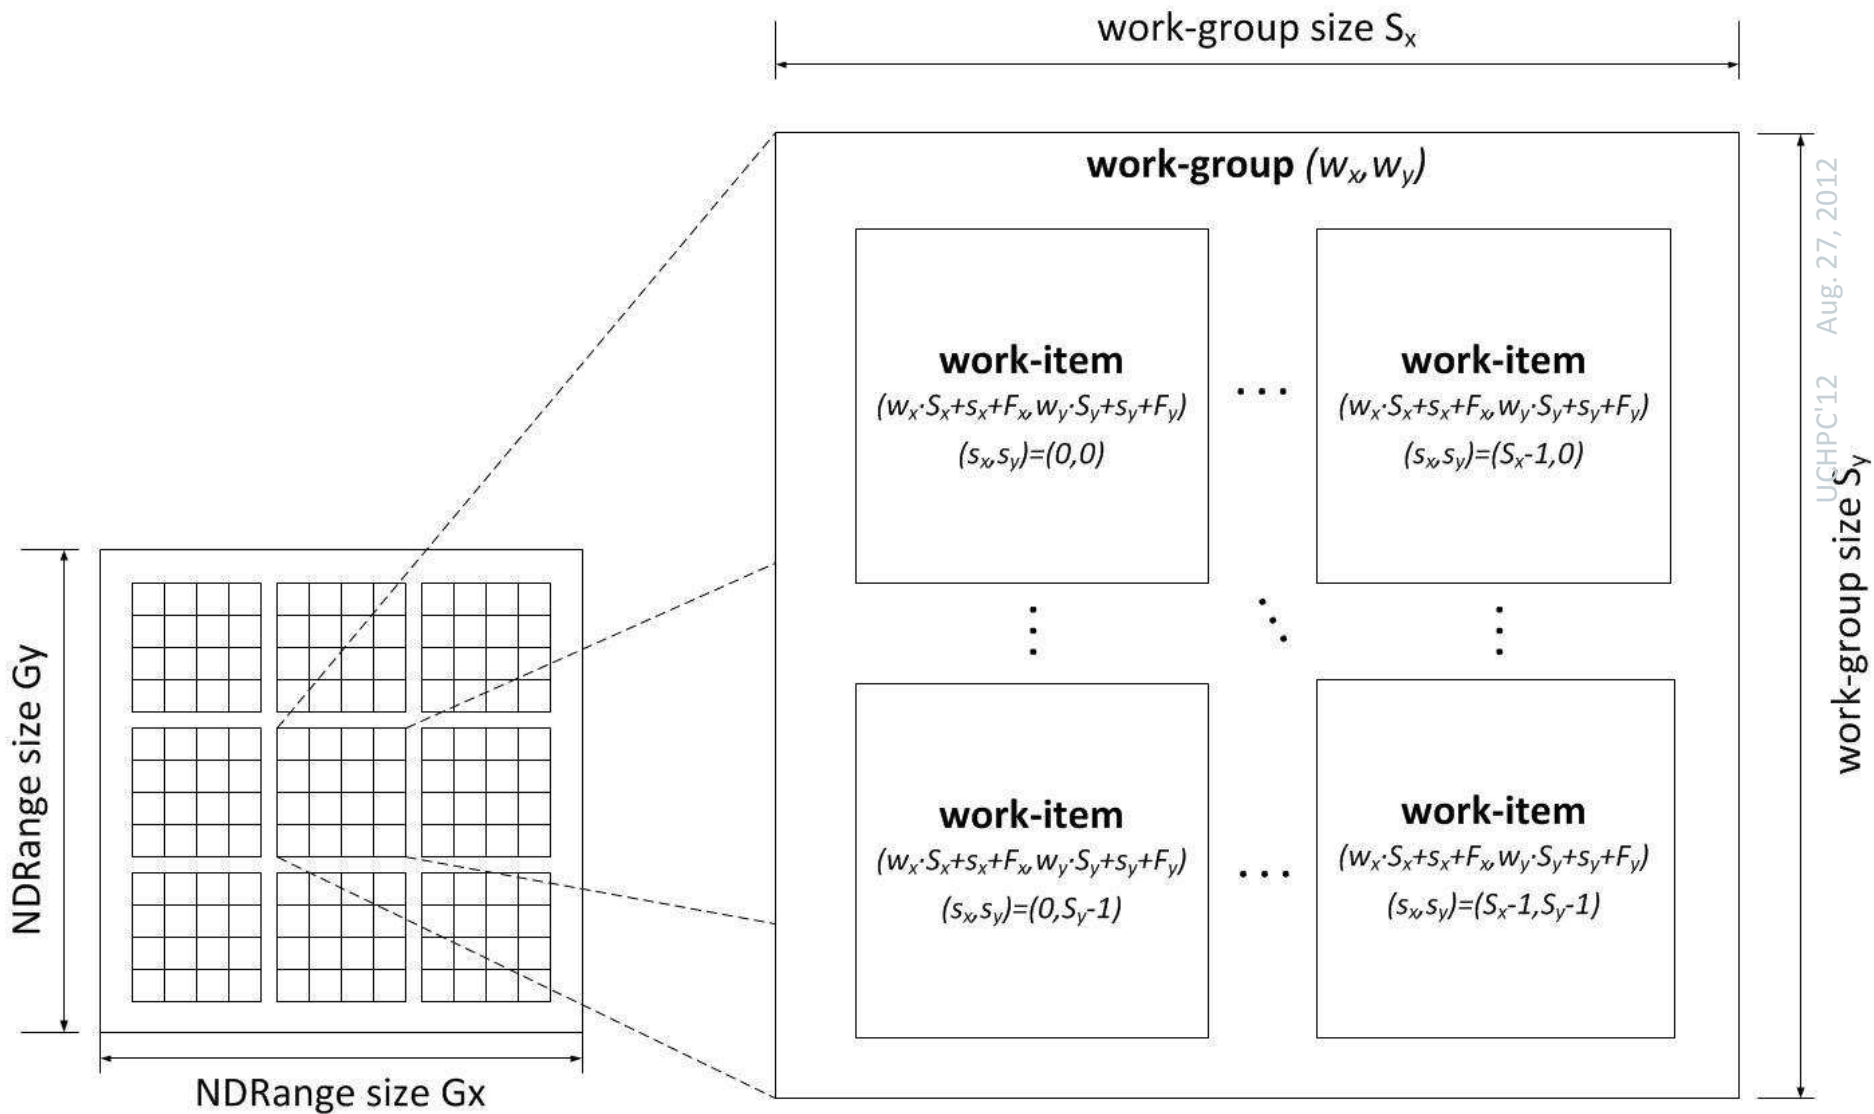 work-group size Sx
work-group (wx,wy)
work-item
(wx·Sx+sx+Fx,wy·Sy+sy+Fy)
(sx,sy)=(0,0)
...
work-item
(wx·Sx+sx+Fx,wy·Sy+sy+Fy)
(sx,sy)=(Sx-1,0)
work-item
(wx·Sx+sx+Fx,wy·Sy+sy+Fy)
(sx,sy)=(0,Sy-1)
...
work-item
(wx·Sx+sx+Fx,wy·Sy+sy+Fy)
(sx,sy)=(Sx-1,Sy-1)
work-group size Sy
UCHPC'12 Aug. 27, 2012
NDRange size Gy
NDRange size Gx